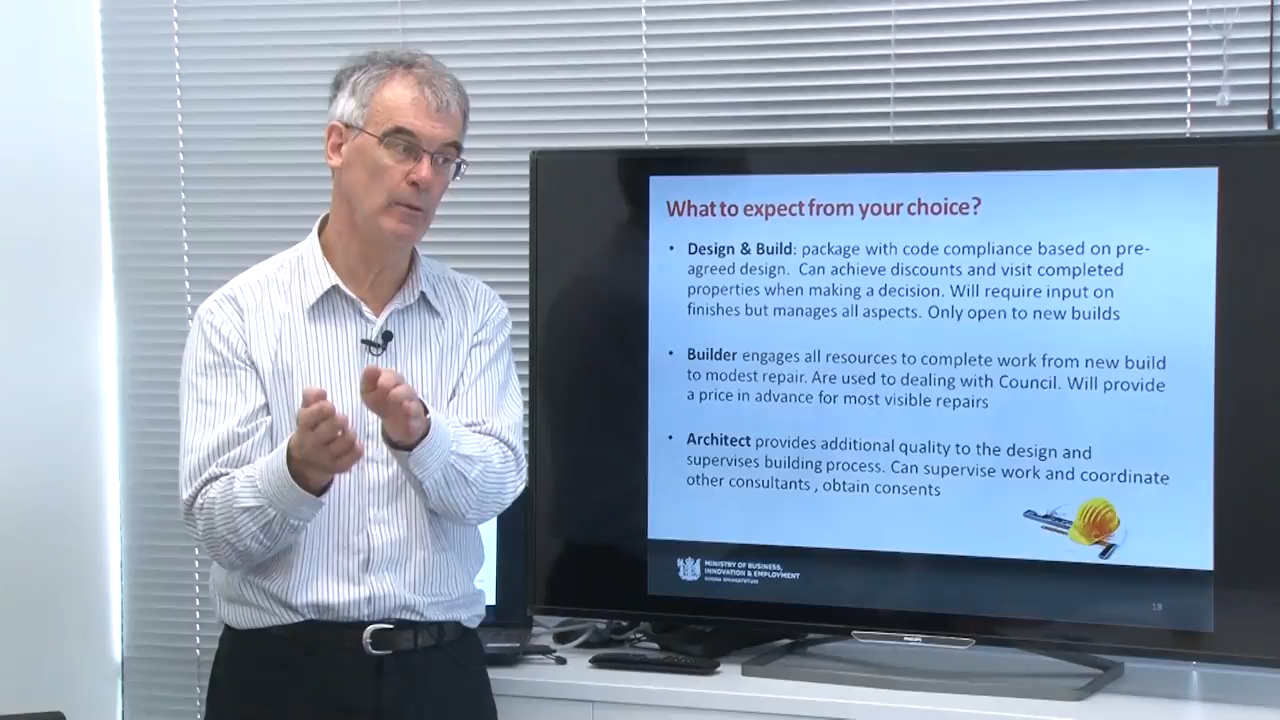 What to expect from your choice?
• Design & Build: package with code compliance based on pre-
agreed design. Can achieve discounts and visit completed
properties when making a decision. Will require input on
finishes but manages all aspects. Only open to new builds
• Builder engages all resources to complete work from new build
to modest repair. Are used to dealing with Council. Will provide
a price in advance for most visible repairs
• Architect provides additional quality to the design and
supervises building process. Can supervise work and coordinate
other consultants , obtain consents
MINISTRY OF BUSINESS,
INNOVATION & EMPLOYMENT
HĪKINA WHAKATUTUKI
18
PHILIPS